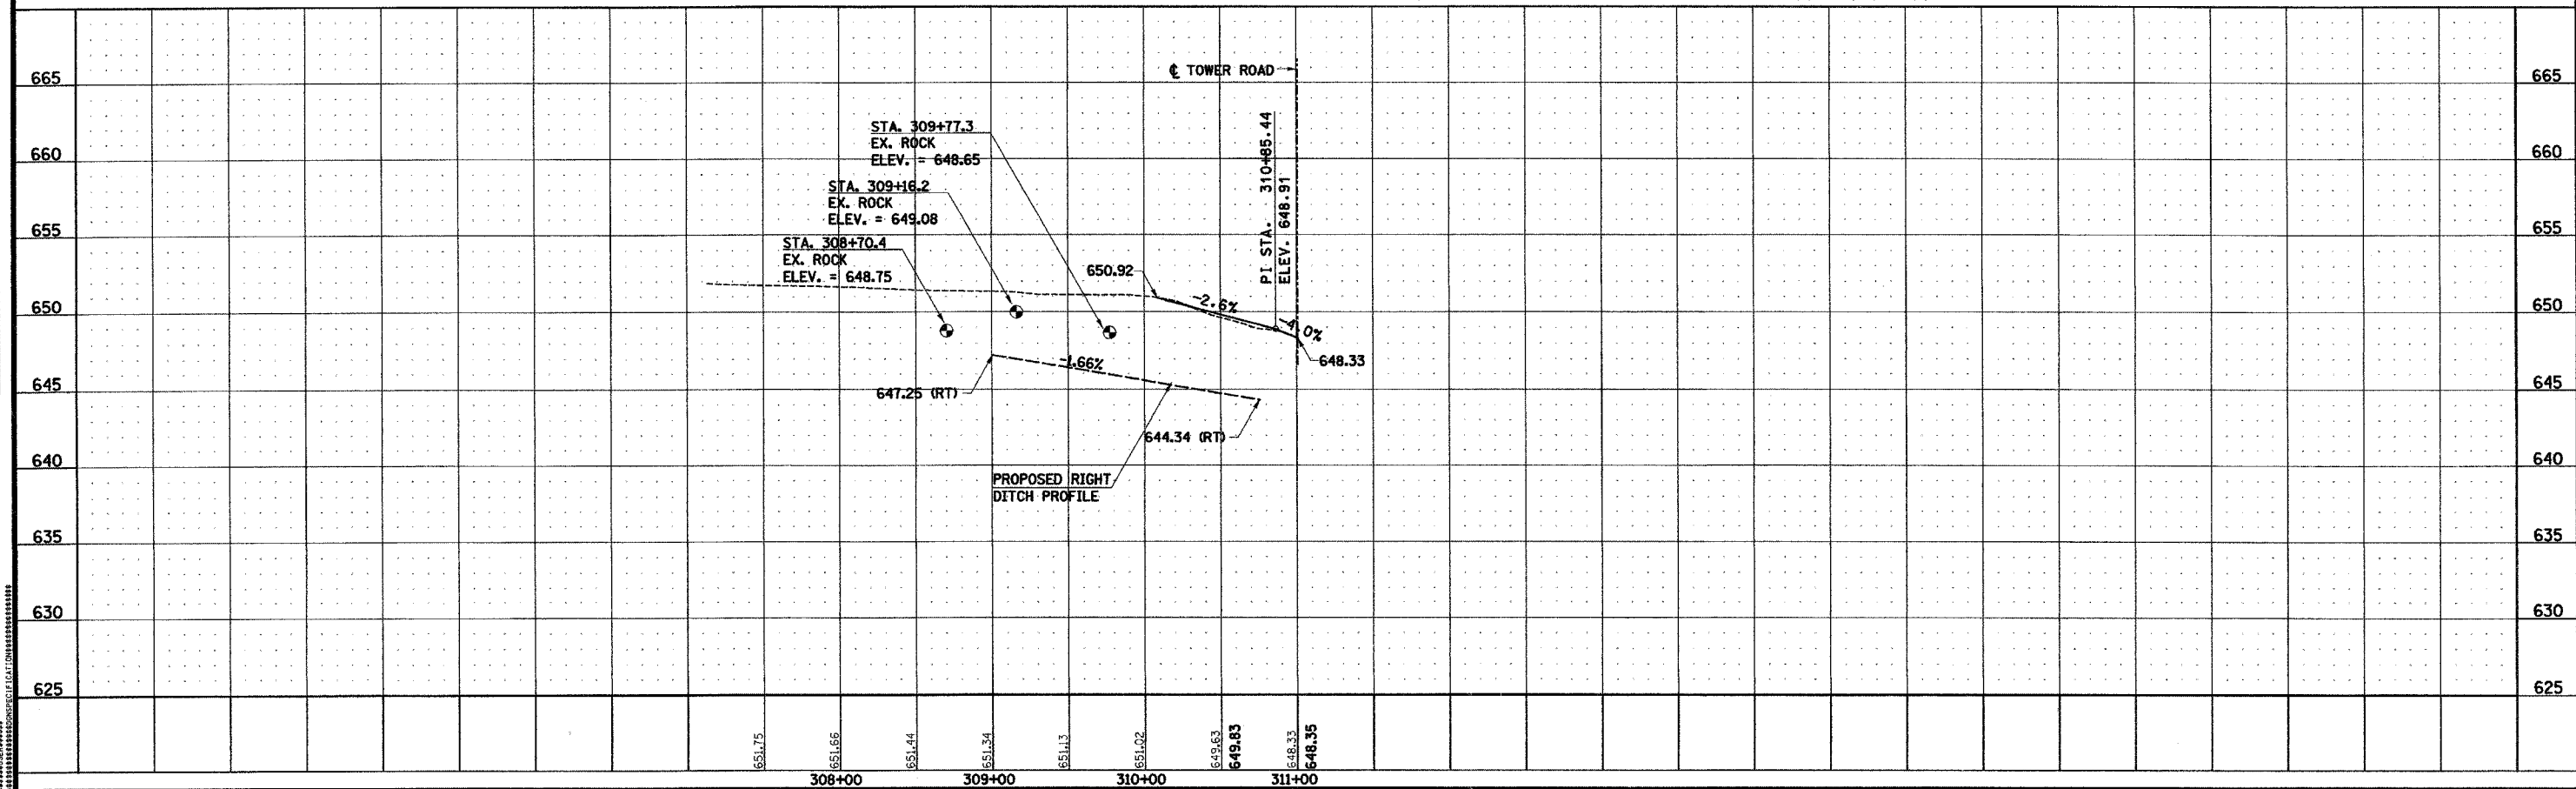 665
665
℄ TOWER ROAD
STA. 309+77.3
EX. ROCK
ELEV. = 648.65
660
660
STA. 309+16.2
EX. ROCK
ELEV. = 649.08
PI STA. 310+85.44
ELEV. 648.91
655
655
STA. 308+70.4
EX. ROCK
ELEV. = 648.75
650.92
650
650
-2.6%
-4.0%
648.33
-1.66%
645
645
647.25 (RT)
644.34 (RT)
640
640
PROPOSED RIGHT
DITCH PROFILE
635
635
630
630
625
625
651.75
651.66
651.44
651.34
651.13
651.02
649.63
649.83
648.33
648.35
308+00
309+00
310+00
311+00